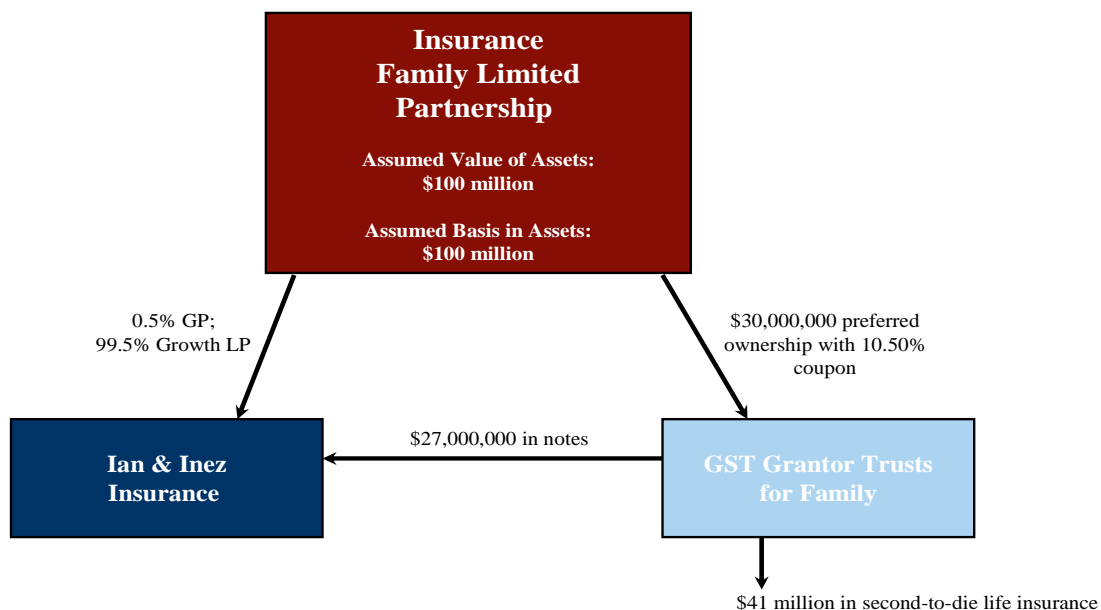 Insurance
Family Limited
Partnership
Assumed Value of Assets:
$100 million
Assumed Basis in Assets:
$100 million
0.5% GP;
99.5% Growth LP
$30,000,000 preferred
ownership with 10.50%
coupon
$27,000,000 in notes
Ian & Inez
Insurance
GST Grantor Trusts
for Family
$41 million in second-to-die life insurance